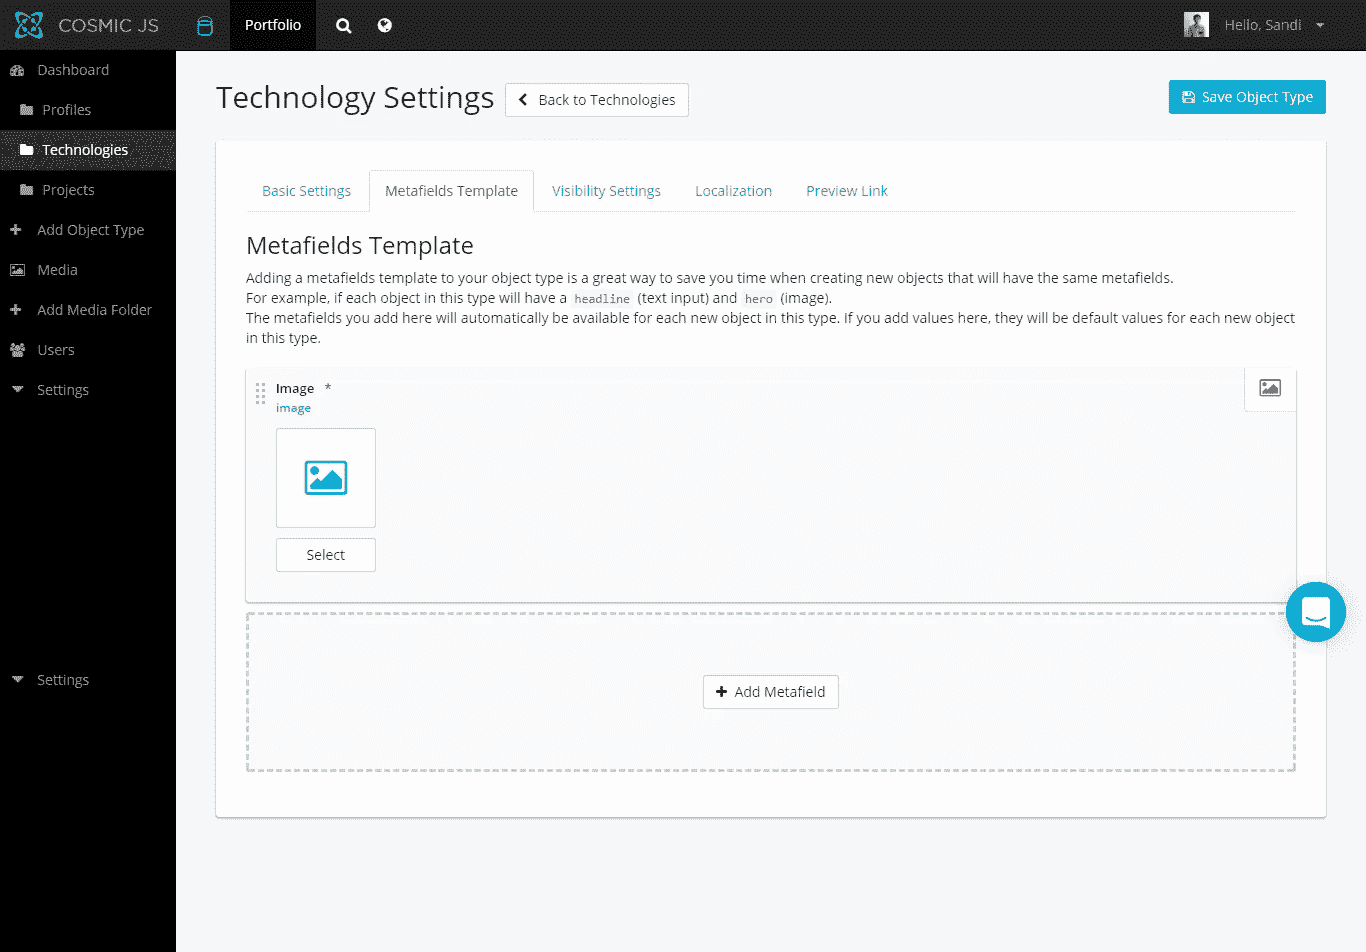 COSMIC JS
Portfolio
Hello, Sandi
Dashboard
Profiles
Technologies
Projects
Add Object Type
Media
Add Media Folder
Users
Settings
Settings
Technology Settings
Back to Technologies
Save Object Type
Basic Settings
Metafields Template
Visibility Settings
Localization
Preview Link
Metafields Template
Adding a metafields template to your object type is a great way to save you time when creating new objects that will have the same metafields.
For example, if each object in this type will have a headline (text input) and hero (image).
The metafields you add here will automatically be available for each new object in this type. If you add values here, they will be default values for each new object
in this type.
Image *
image
Select
Add Metafield